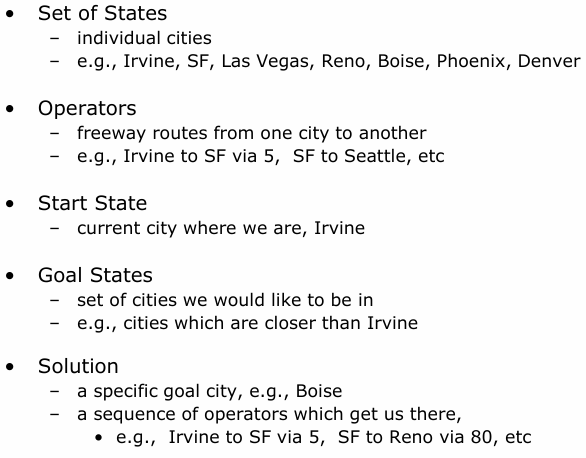 • Set of States
– individual cities
– e.g., Irvine, SF, Las Vegas, Reno, Boise, Phoenix, Denver
• Operators
– freeway routes from one city to another
– e.g., Irvine to SF via 5, SF to Seattle, etc
• Start State
– current city where we are, Irvine
• Goal States
– set of cities we would like to be in
– e.g., cities which are closer than Irvine
• Solution
– a specific goal city, e.g., Boise
– a sequence of operators which get us there,
• e.g., Irvine to SF via 5, SF to Reno via 80, etc